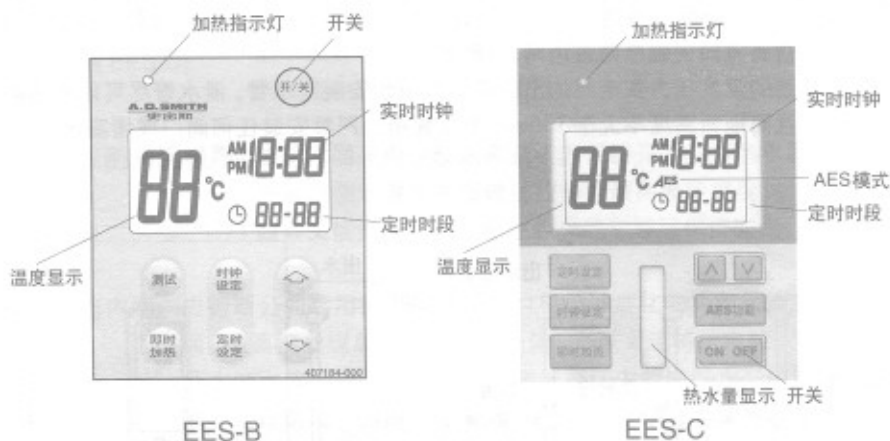 加热指示灯
开关
开/关
A.O.SMITH
史密斯
AM
PM
18:88
实时时钟
88℃
88-88
定时时段
温度显示
测试
时钟
设定
即时
加热
定时
设定
407184-000
EES-B
加热指示灯
实时时钟
AM
PM
18:88
88℃
AES
AES模式
88-88
定时时段
温度显示
定时设定
时钟设定
即时加热
AES功能
ON OFF
热水量显示
开关
EES-C